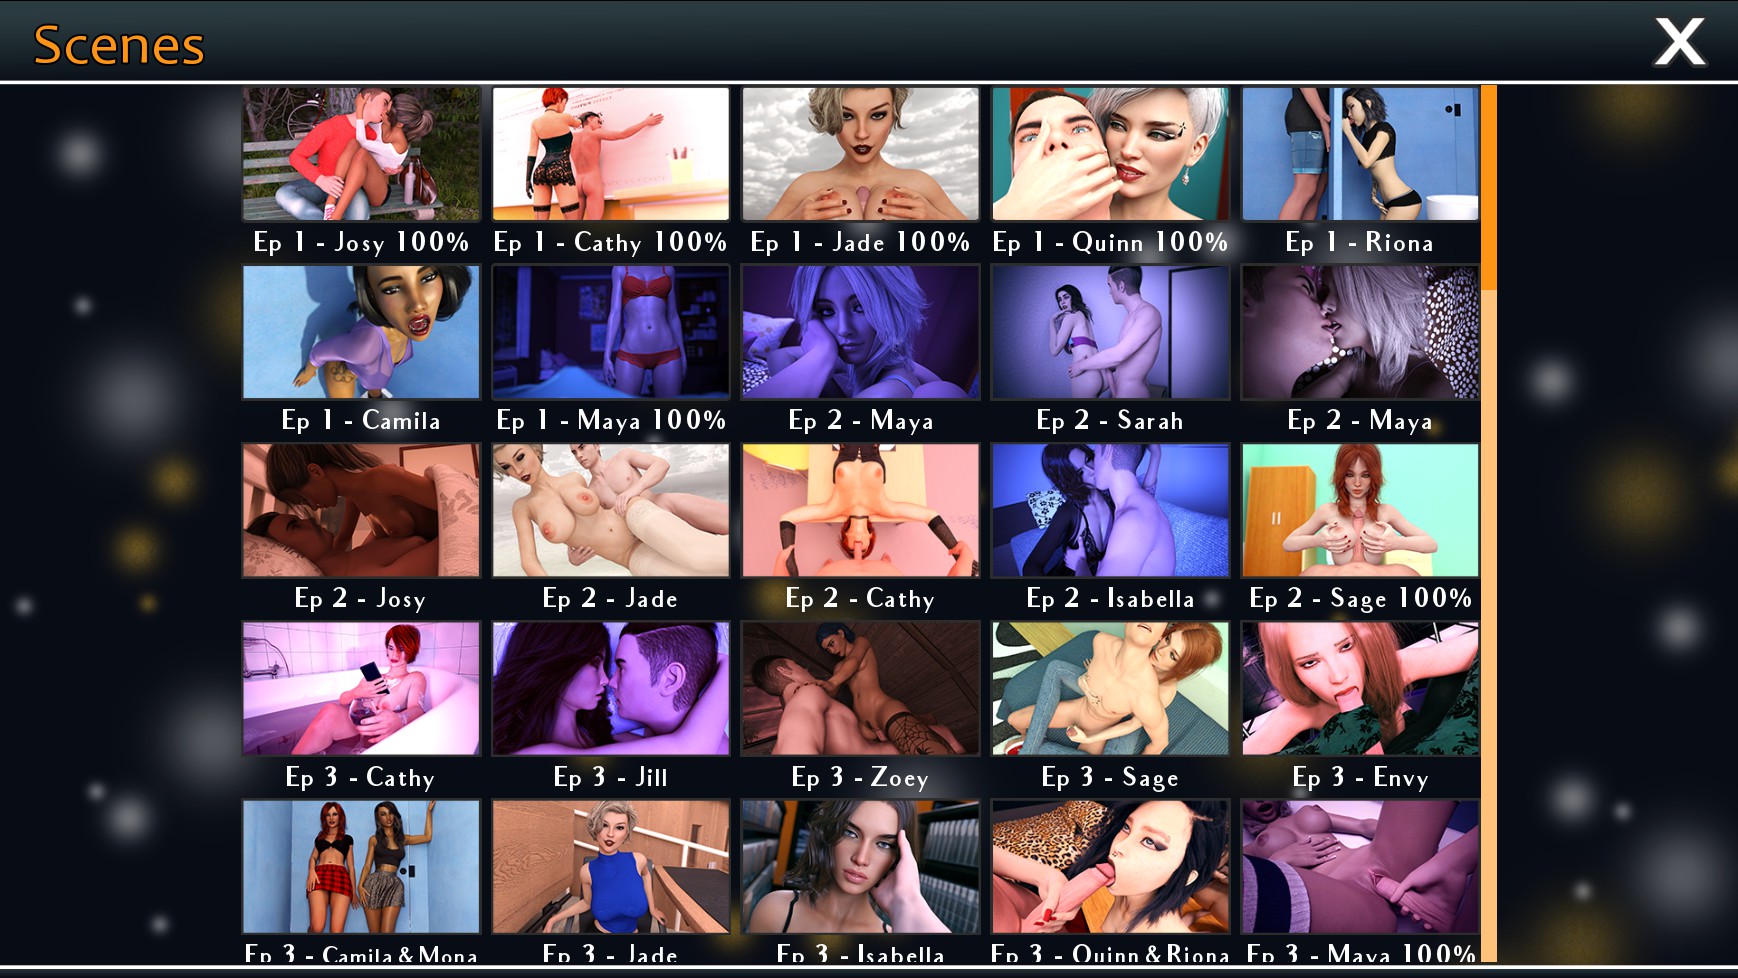 Scenes X
Ep 1 - Josy 100% Ep 1 - Cathy 100% Ep 1 - Jade 100% Ep 1 - Quinn 100% Ep 1 - Riona
Ep 1 - Camila Ep 1 - Maya 100% Ep 2 - Maya Ep 2 - Sarah Ep 2 - Maya
Ep 2 - Josy Ep 2 - Jade Ep 2 - Cathy Ep 2 - Isabella Ep 2 - Sage 100%
Ep 3 - Cathy Ep 3 - Jill Ep 3 - Zoey Ep 3 - Sage Ep 3 - Envy
Ep 3 - Camila & Mona Ep 3 - Jade Ep 3 - Isabella Ep 3 - Quinn & Riona Ep 3 - Maya 100%